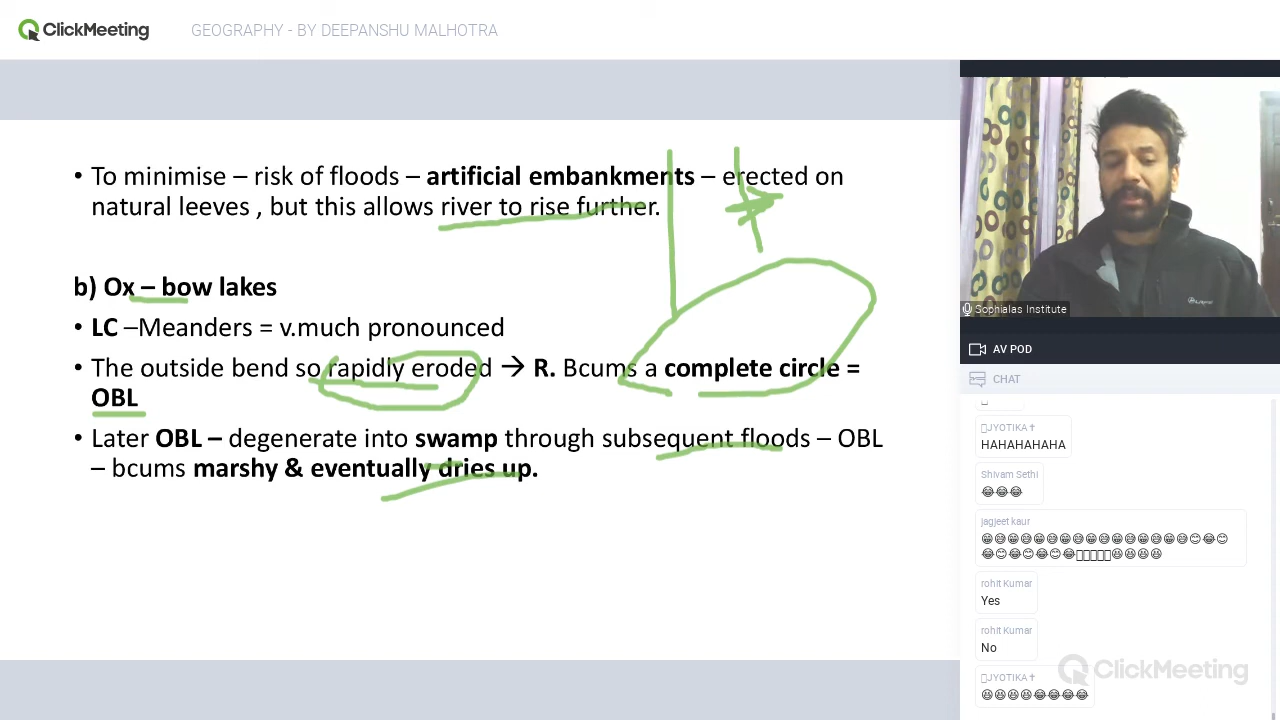 ClickMeeting
GEOGRAPHY - BY DEEPANSHU MALHOTRA
• To minimise – risk of floods – artificial embankments – erected on
natural leeves , but this allows river to rise further.
b) Ox – bow lakes
• LC –Meanders = v.much pronounced
• The outside bend so rapidly eroded → R. Bcums a complete circle =
OBL
• Later OBL – degenerate into swamp through subsequent floods – OBL
– bcums marshy & eventually dries up.
Sophialas Institute
AV POD
CHAT
JYOTIKA✝
HAHAHAHAHA
Shivam Sethi
😂😂😂
jagjeet kaur
rohit Kumar
Yes
rohit Kumar
No
ClickMeeting
JYOTIKA✝
😆😆😆😆😂😂😂😂